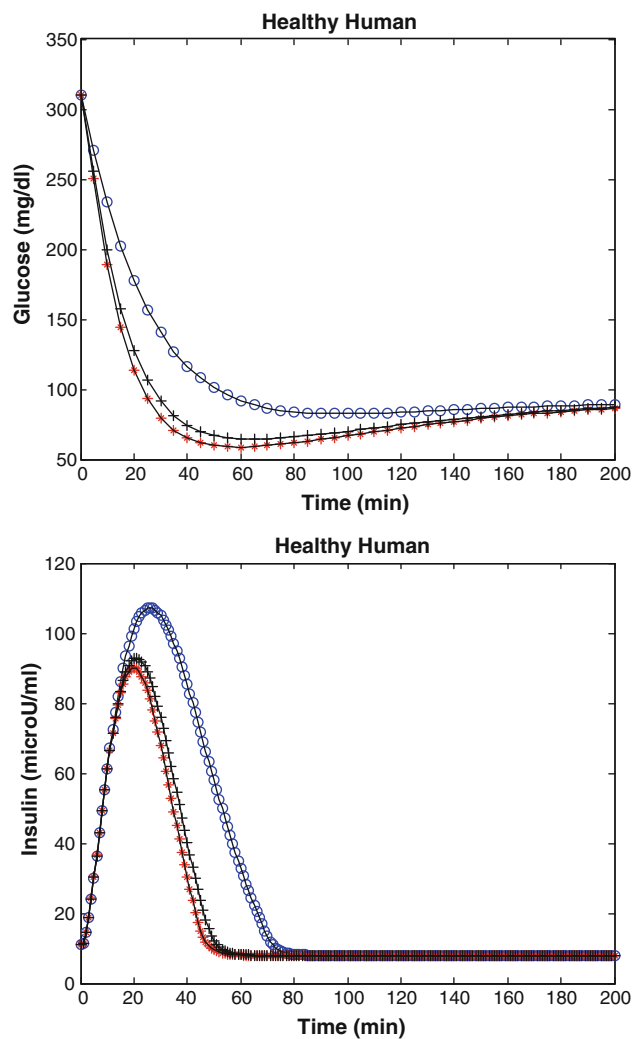 Healthy Human
350
300
250
200
150
100
50
Glucose (mg/dl)
0 20 40 60 80 100 120 140 160 180 200
Time (min)
Healthy Human
120
100
80
60
40
20
0
Insulin (microU/ml)
0 20 40 60 80 100 120 140 160 180 200
Time (min)